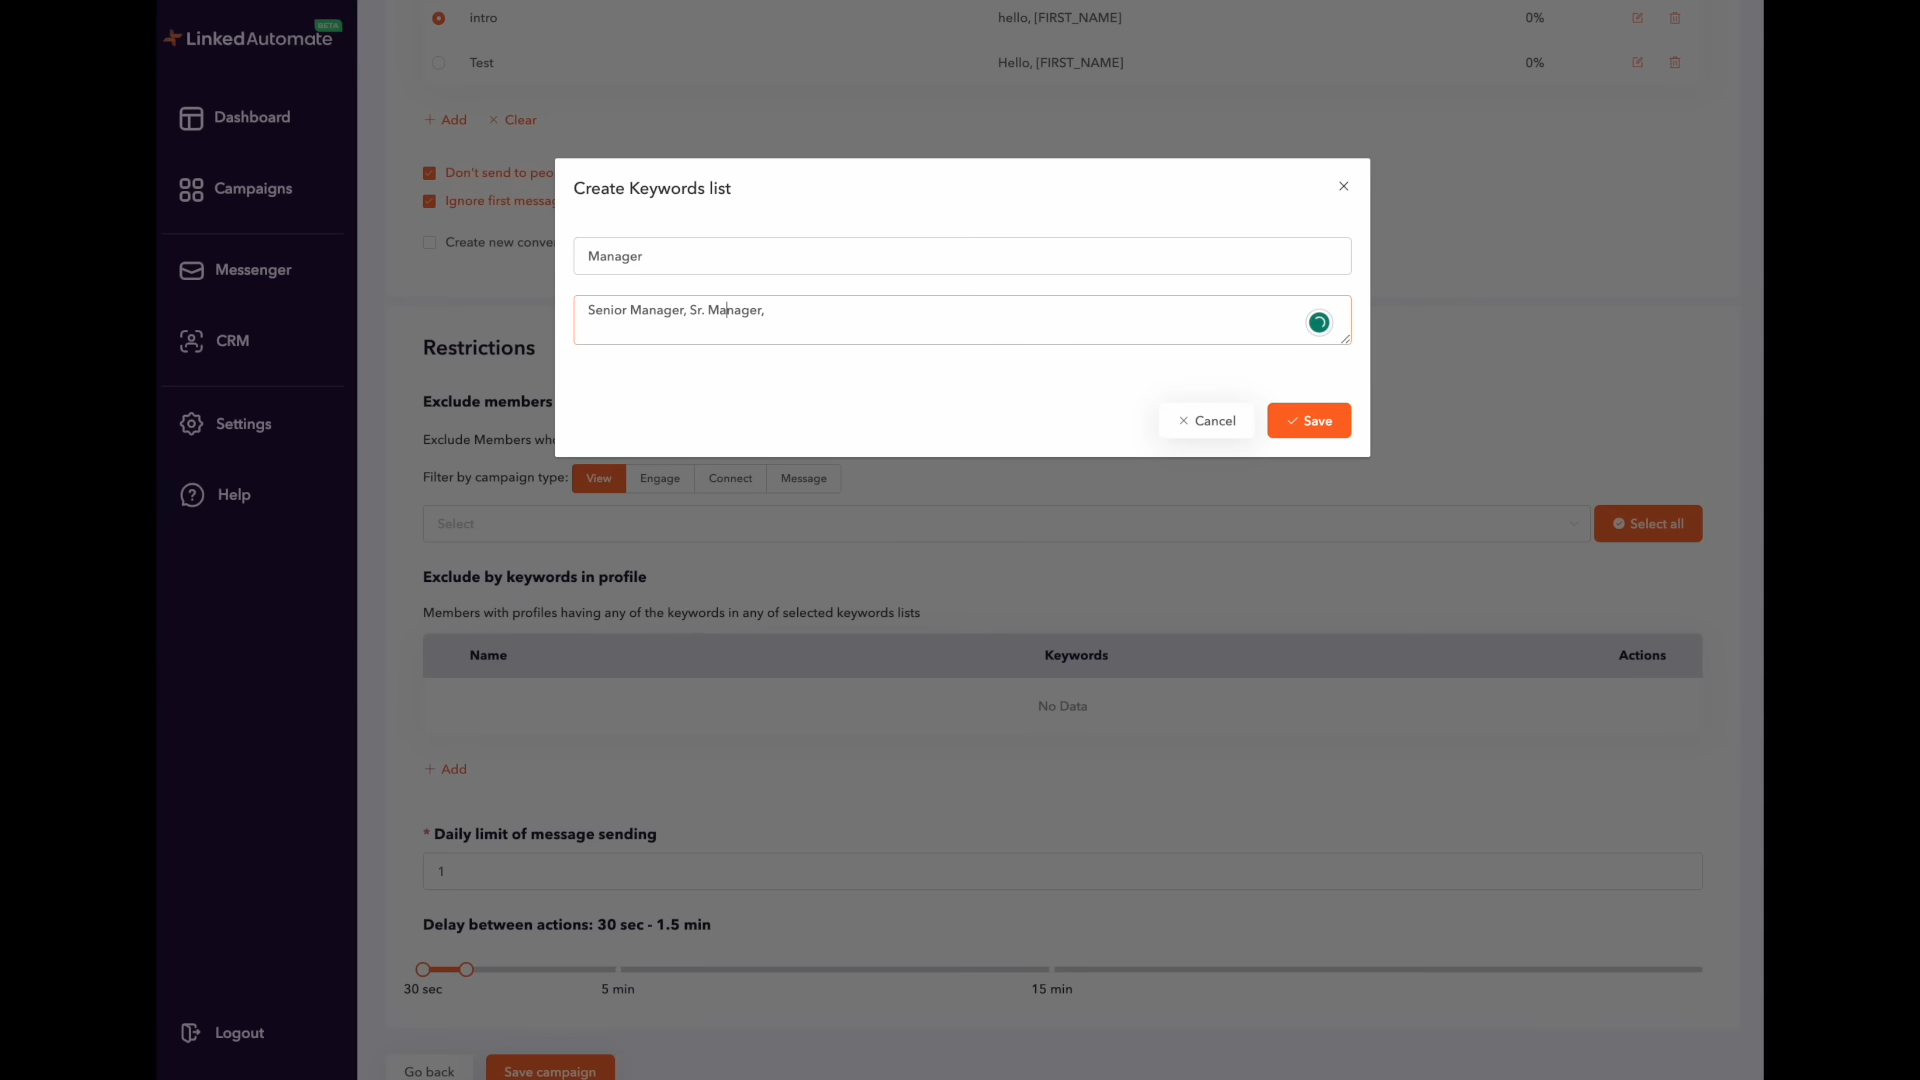 BETA
LinkedAutomate
Dashboard
Campaigns
Messenger
CRM
Settings
Help
Logout
intro hello, [FIRST_NAME] 0%
Test Hello, [FIRST_NAME] 0%
+ Add × Clear
Don't send to peo
Ignore first messag
Create new conver
Create Keywords list
Manager
Senior Manager, Sr. Manager,
Cancel Save
Restrictions
Exclude members
Exclude Members who
Filter by campaign type: View Engage Connect Message
Select Select all
Exclude by keywords in profile
Members with profiles having any of the keywords in any of selected keywords lists
Name Keywords Actions
No Data
+ Add
* Daily limit of message sending
1
Delay between actions: 30 sec - 1.5 min
30 sec 5 min 15 min
Go back Save campaign